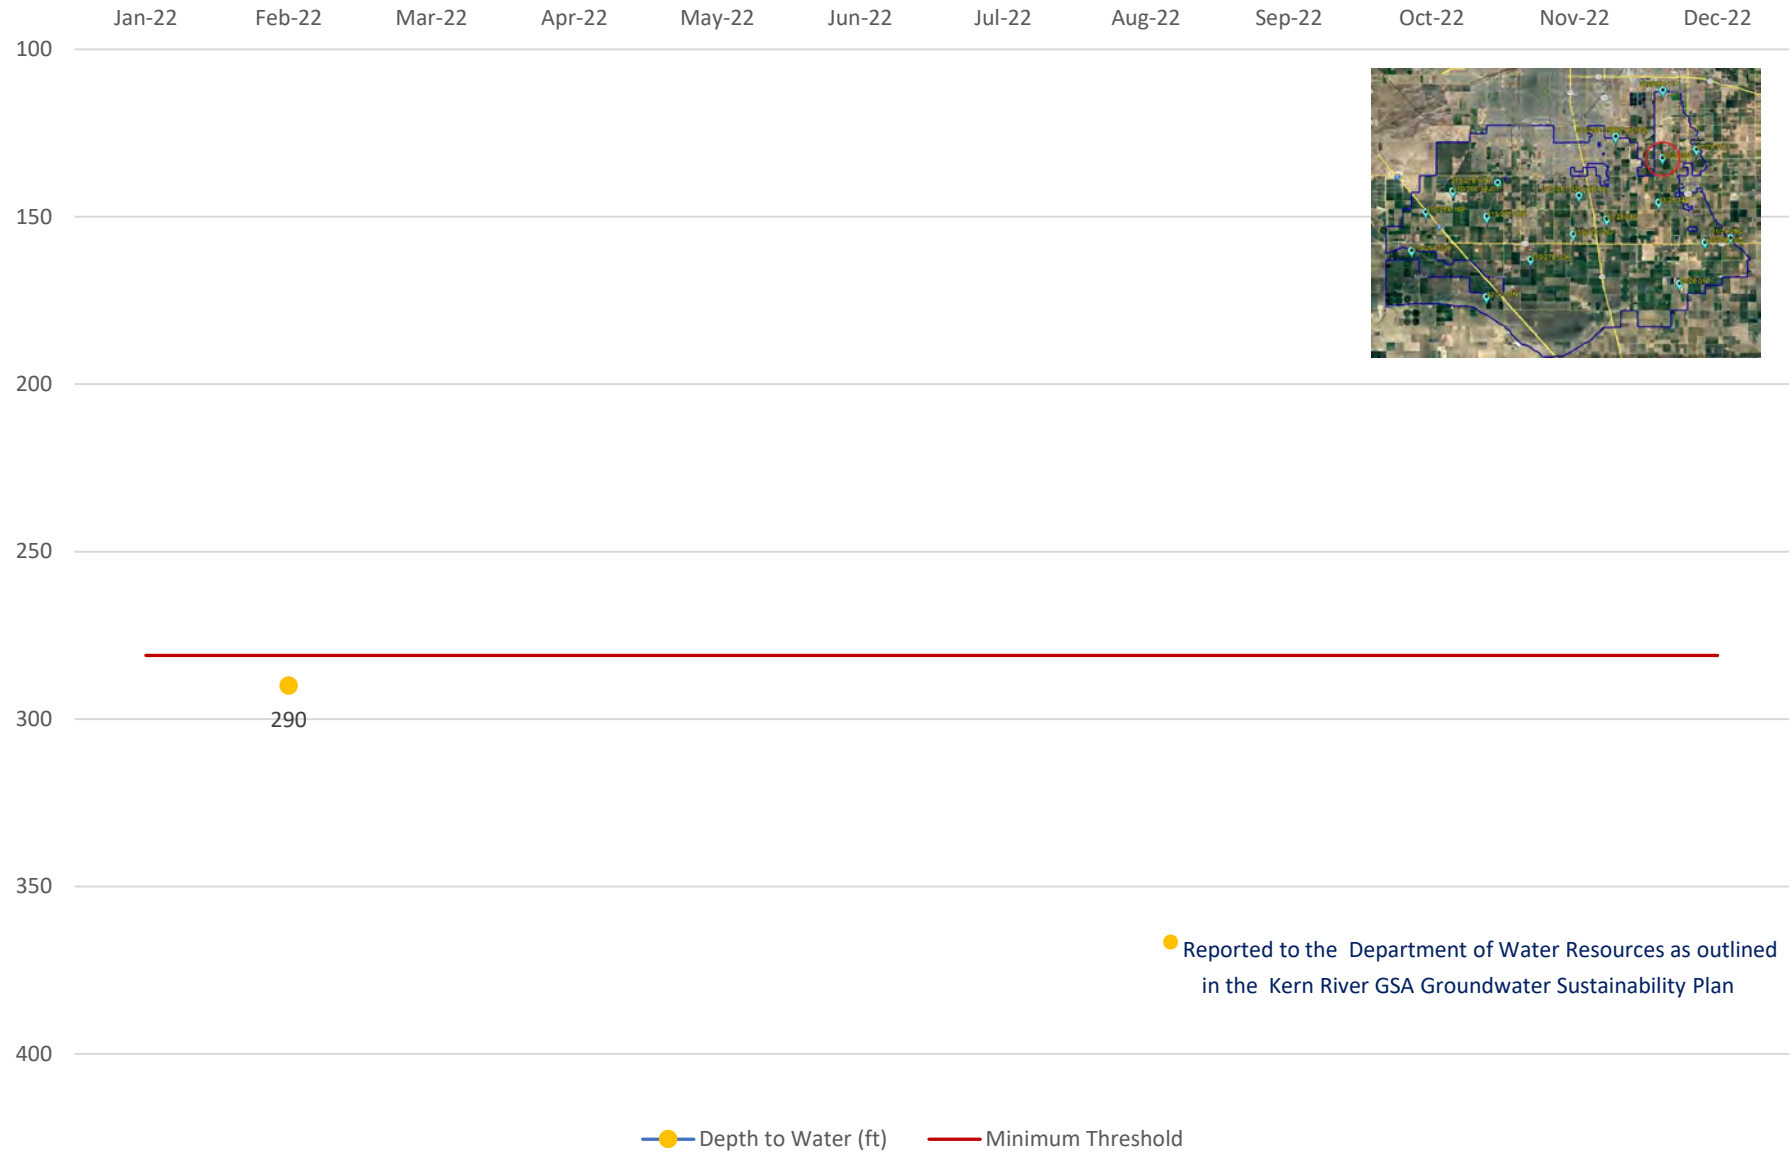 Jan-22 Feb-22 Mar-22 Apr-22 May-22 Jun-22 Jul-22 Aug-22 Sep-22 Oct-22 Nov-22 Dec-22
100
150
200
250
290
300
350
Reported to the Department of Water Resources as outlined
in the Kern River GSA Groundwater Sustainability Plan
400
Depth to Water (ft) Minimum Threshold